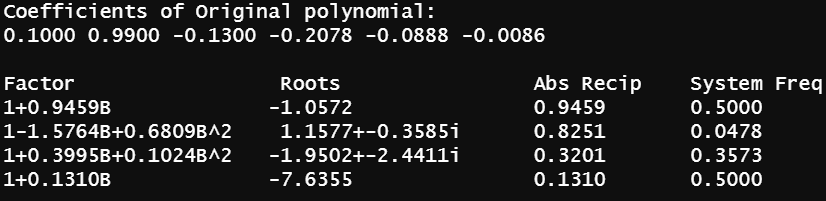 Coefficients of Original polynomial:
0.1000 0.9900 -0.1300 -0.2078 -0.0888 -0.0086
Factor Roots Abs Recip System Freq
1+0.9459B -1.0572 0.9459 0.5000
1-1.5764B+0.6809B^2 1.1577+-0.3585i 0.8251 0.0478
1+0.3995B+0.1024B^2 -1.9502+-2.4411i 0.3201 0.3573
1+0.1310B -7.6355 0.1310 0.5000